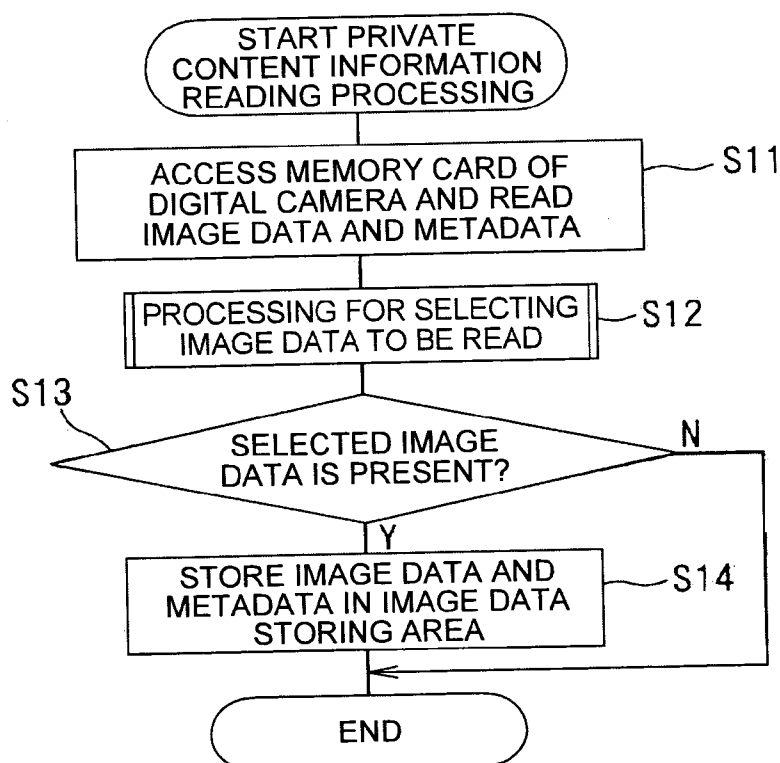 START PRIVATE
CONTENT INFORMATION
READING PROCESSING
ACCESS MEMORY CARD OF
DIGITAL CAMERA AND READ
IMAGE DATA AND METADATA
S11
PROCESSING FOR SELECTING
IMAGE DATA TO BE READ
S12
S13
SELECTED IMAGE
DATA IS PRESENT?
N
Y
STORE IMAGE DATA AND
METADATA IN IMAGE DATA
STORING AREA
S14
END